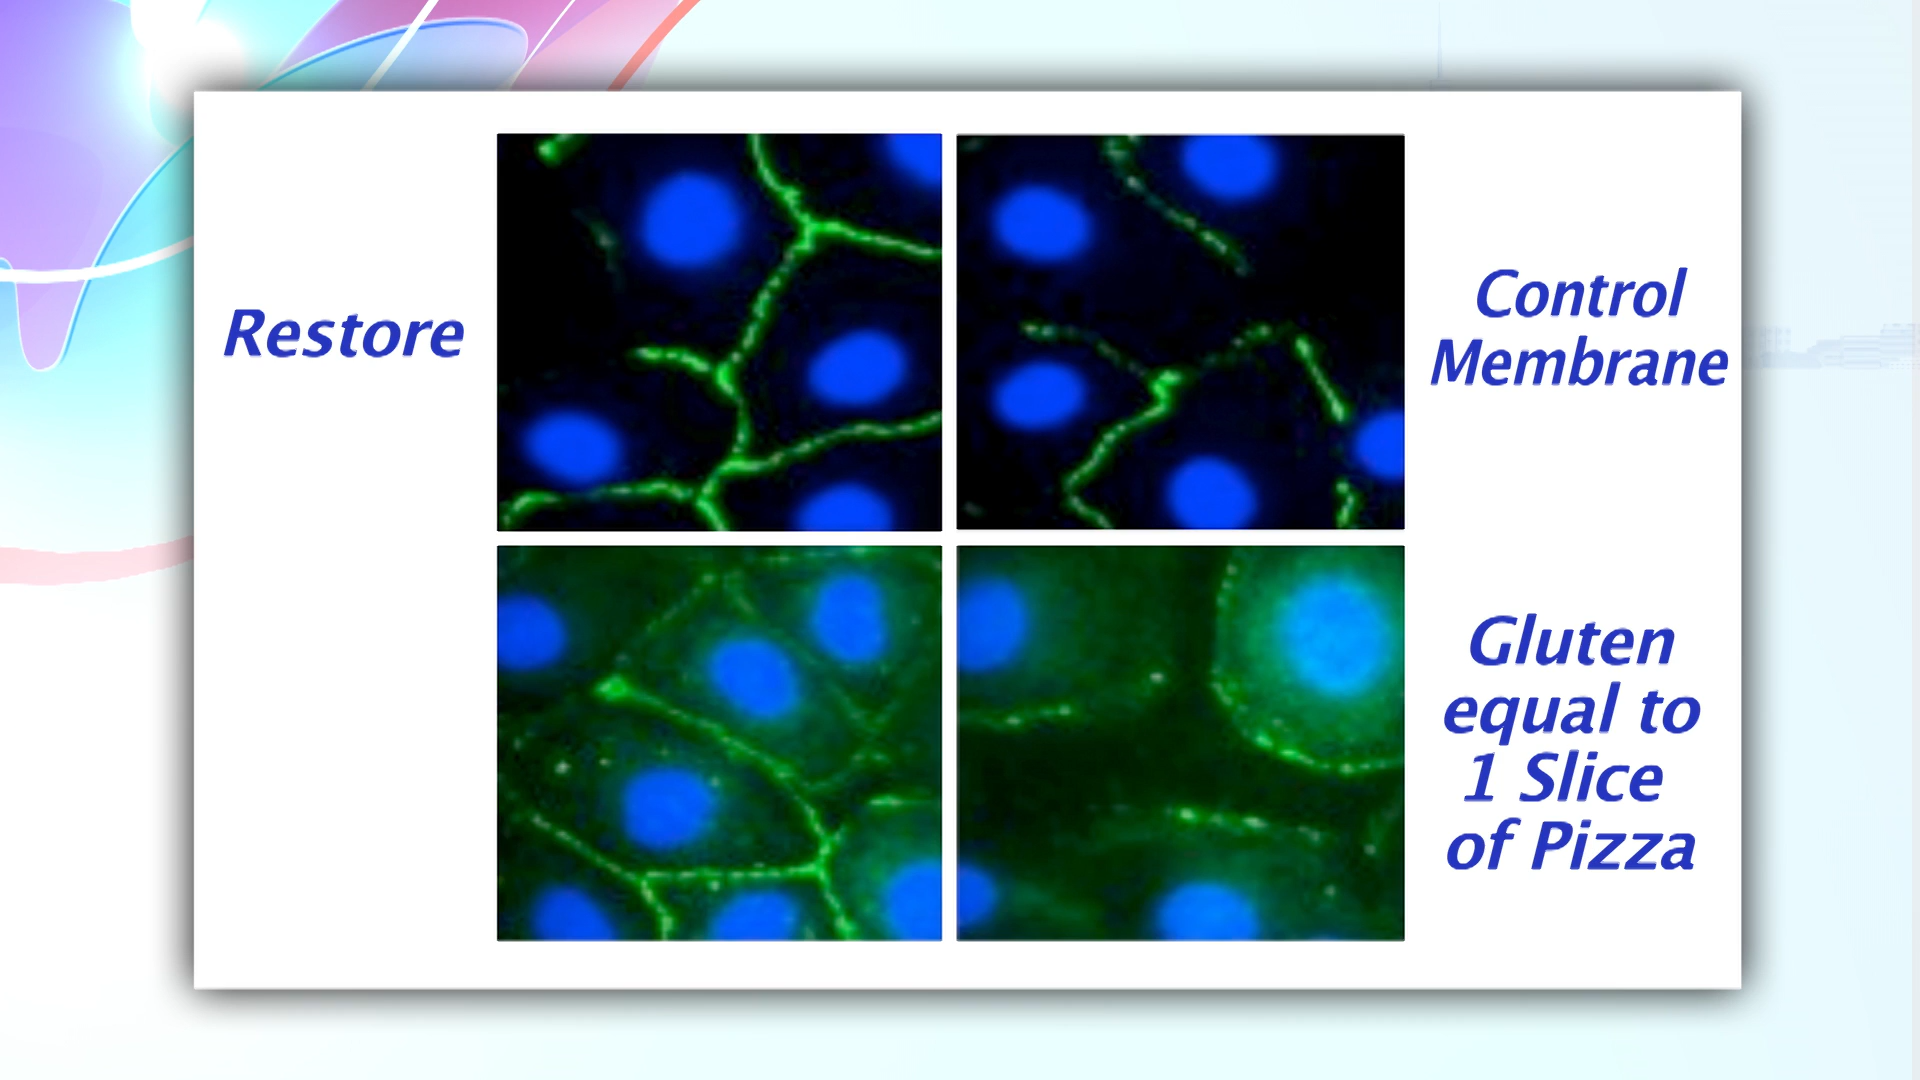 Restore
Control
Membrane
Gluten
equal to
1 Slice
of Pizza